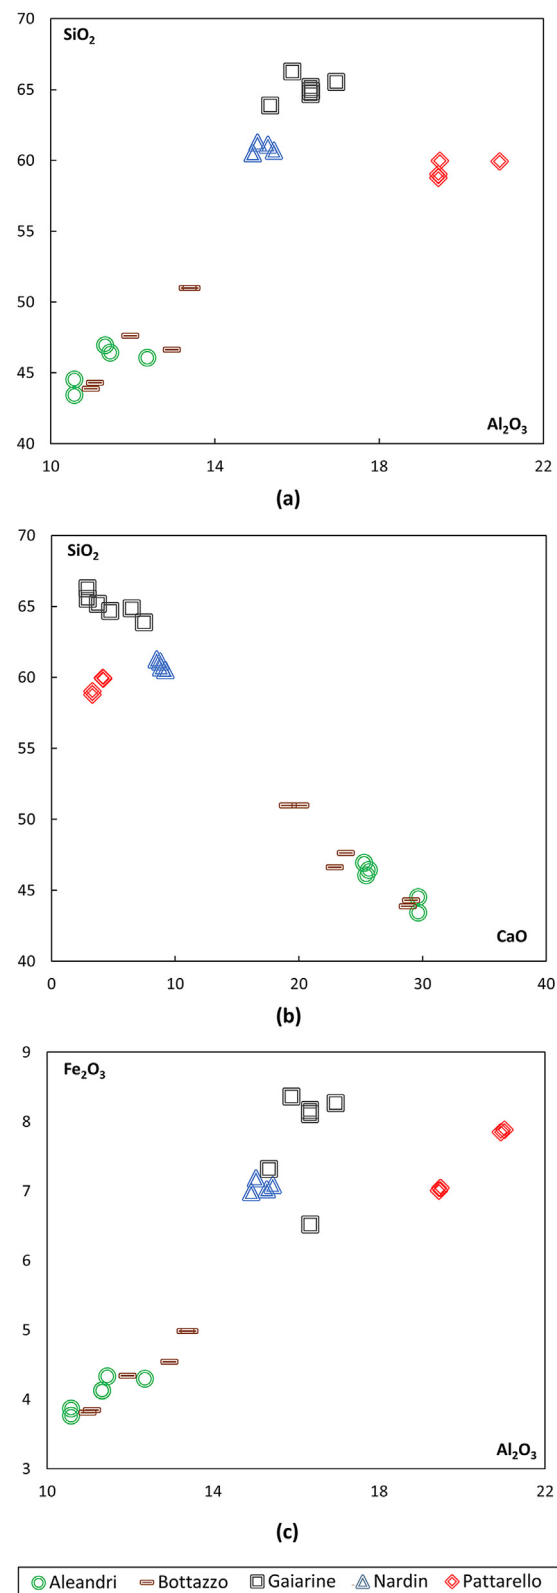 70
SiO₂
65
60
55
50
45
40
Al₂O₃
10 14 18 22
(a)
70
SiO₂
65
60
55
50
45
40
CaO
0 10 20 30 40
(b)
9
Fe₂O₃
8
7
6
5
4
3
Al₂O₃
10 14 18 22
(c)
Aleandri Bottazzo Gaiarine Nardin Pattarello